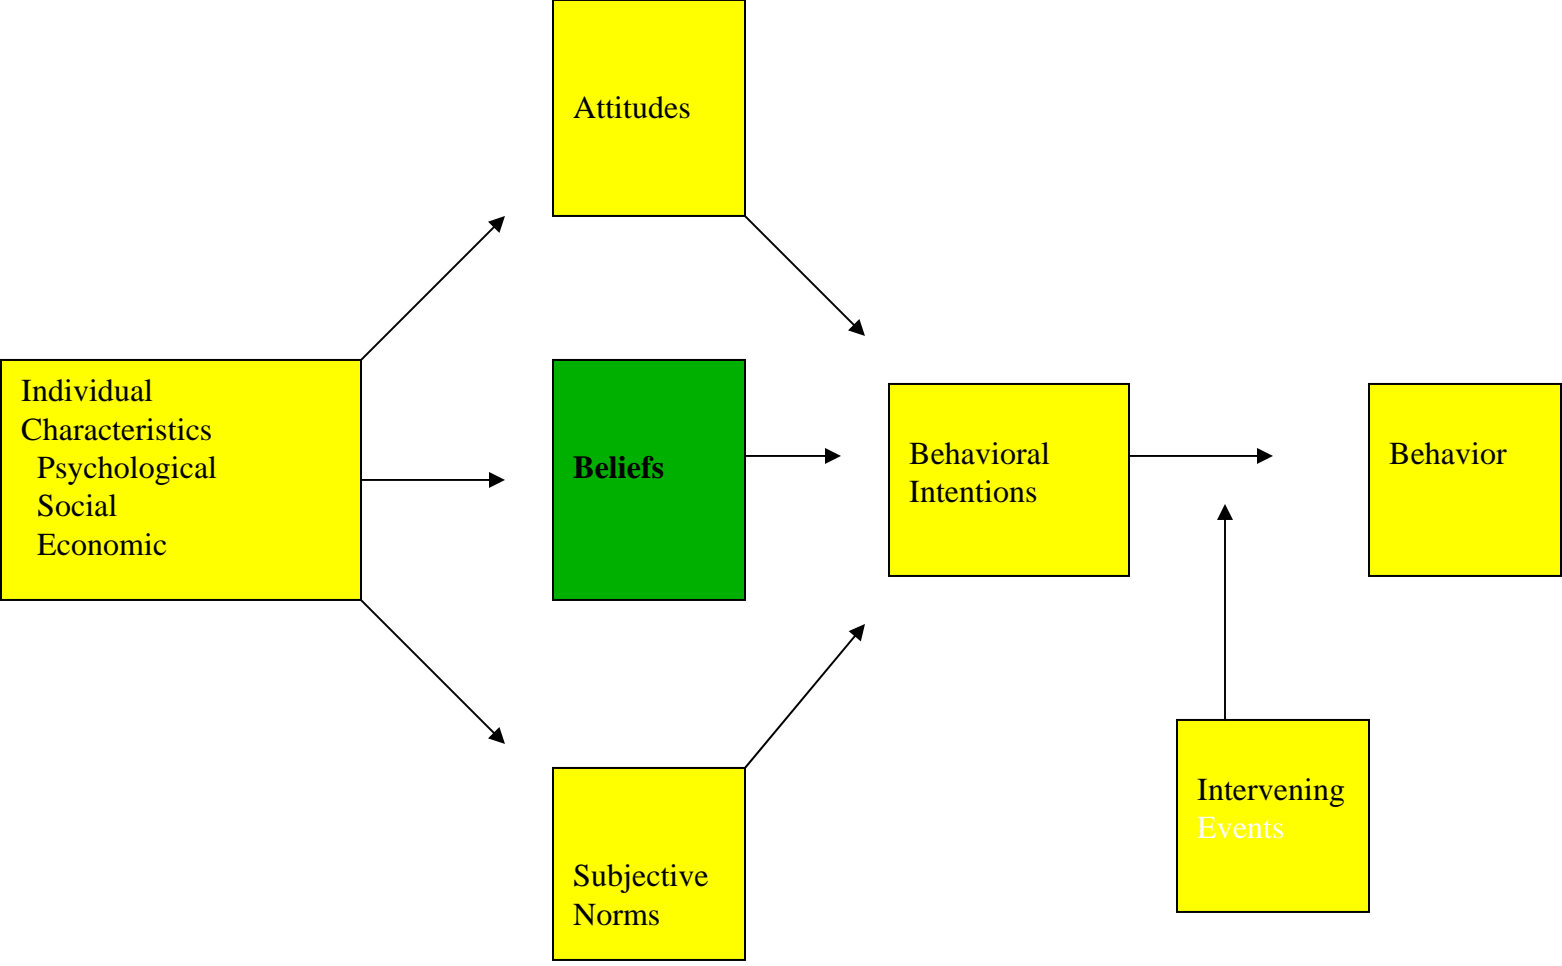 Attitudes
Individual
Characteristics
Psychological
Social
Economic
Beliefs
Behavioral
Intentions
Behavior
Intervening
Events
Subjective
Norms